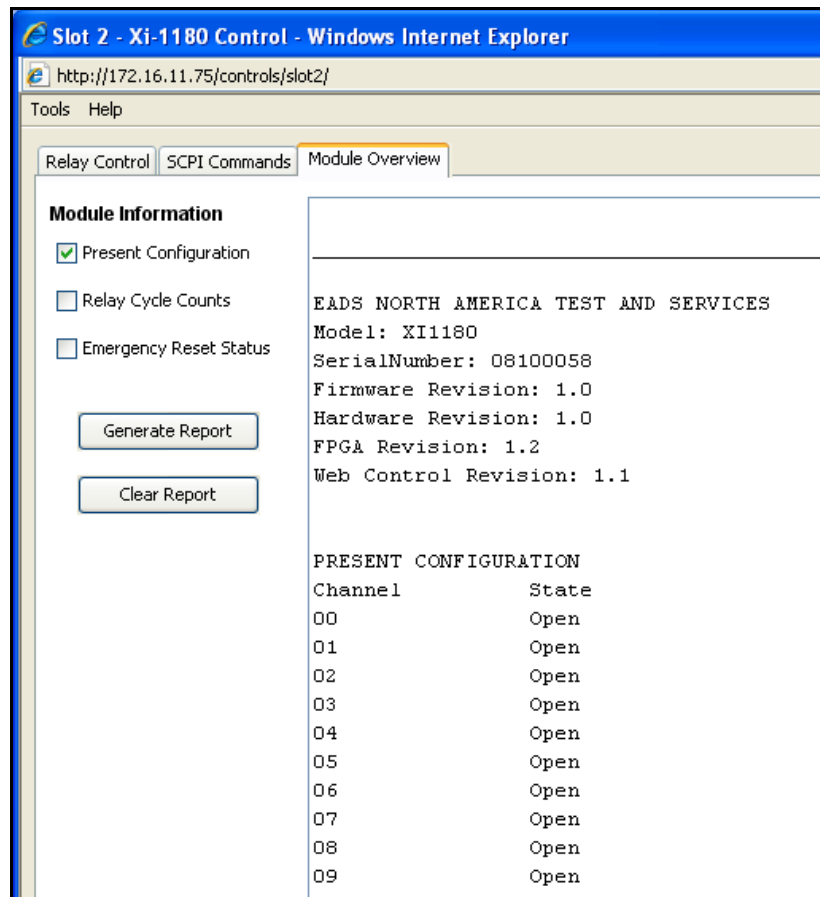 Slot 2 - Xi-1180 Control - Windows Internet Explorer
http://172.16.11.75/controls/slot2/
Tools Help
Relay Control SCPI Commands Module Overview
Module Information
Present Configuration
Relay Cycle Counts
Emergency Reset Status
Generate Report
Clear Report
EADS NORTH AMERICA TEST AND SERVICES
Model: XI1180
SerialNumber: 08100058
Firmware Revision: 1.0
Hardware Revision: 1.0
FPGA Revision: 1.2
Web Control Revision: 1.1
PRESENT CONFIGURATION
Channel State
00 Open
01 Open
02 Open
03 Open
04 Open
05 Open
06 Open
07 Open
08 Open
09 Open